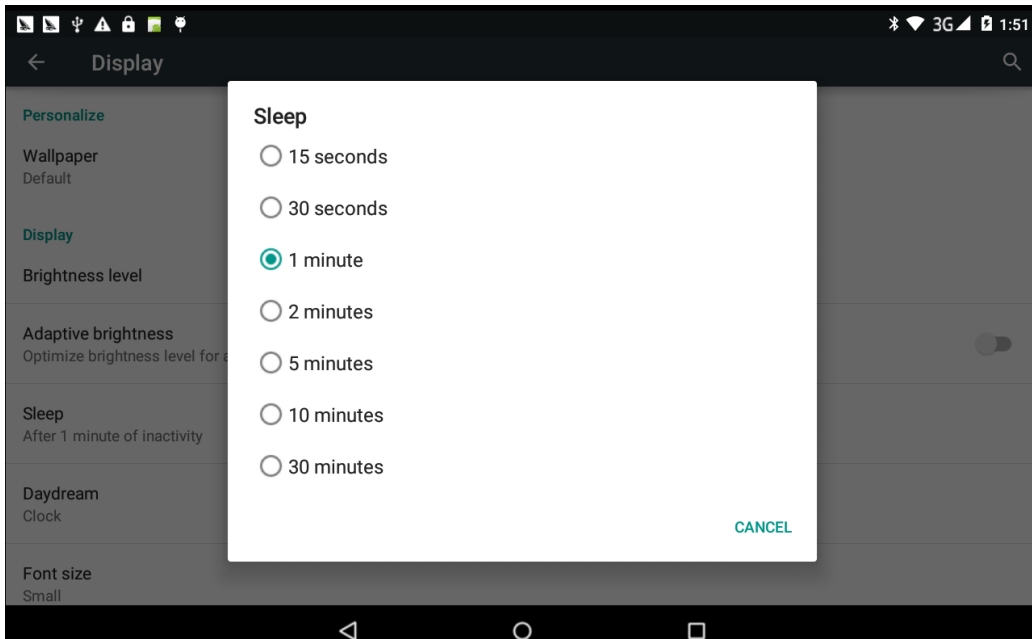 3G 1:51
Display
Personalize
Wallpaper
Default
Display
Brightness level
Adaptive brightness
Optimize brightness level for
Sleep
After 1 minute of inactivity
Daydream
Clock
Font size
Small
Sleep
15 seconds
30 seconds
1 minute
2 minutes
5 minutes
10 minutes
30 minutes
CANCEL